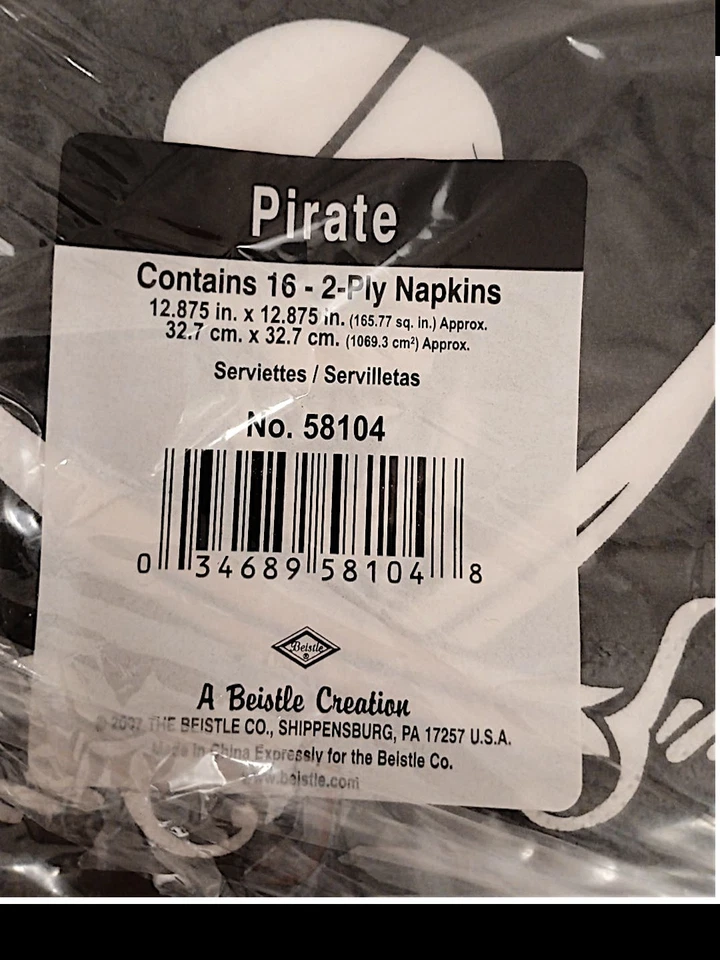 Pirate
Contains 16 - 2-Ply Napkins
12.875 in. x 12.875 in. (165.77 sq. in.) Approx.
32.7 cm. x 32.7 cm. (1069.3 cm²) Approx.
Serviettes / Servilletas
No. 58104
0 34689 58104 8
Beistle
®
A Beistle Creation
© 2007 THE BEISTLE CO., SHIPPENSBURG, PA 17257 U.S.A.
Made In China Expressly for the Beistle Co.
www.beistle.com